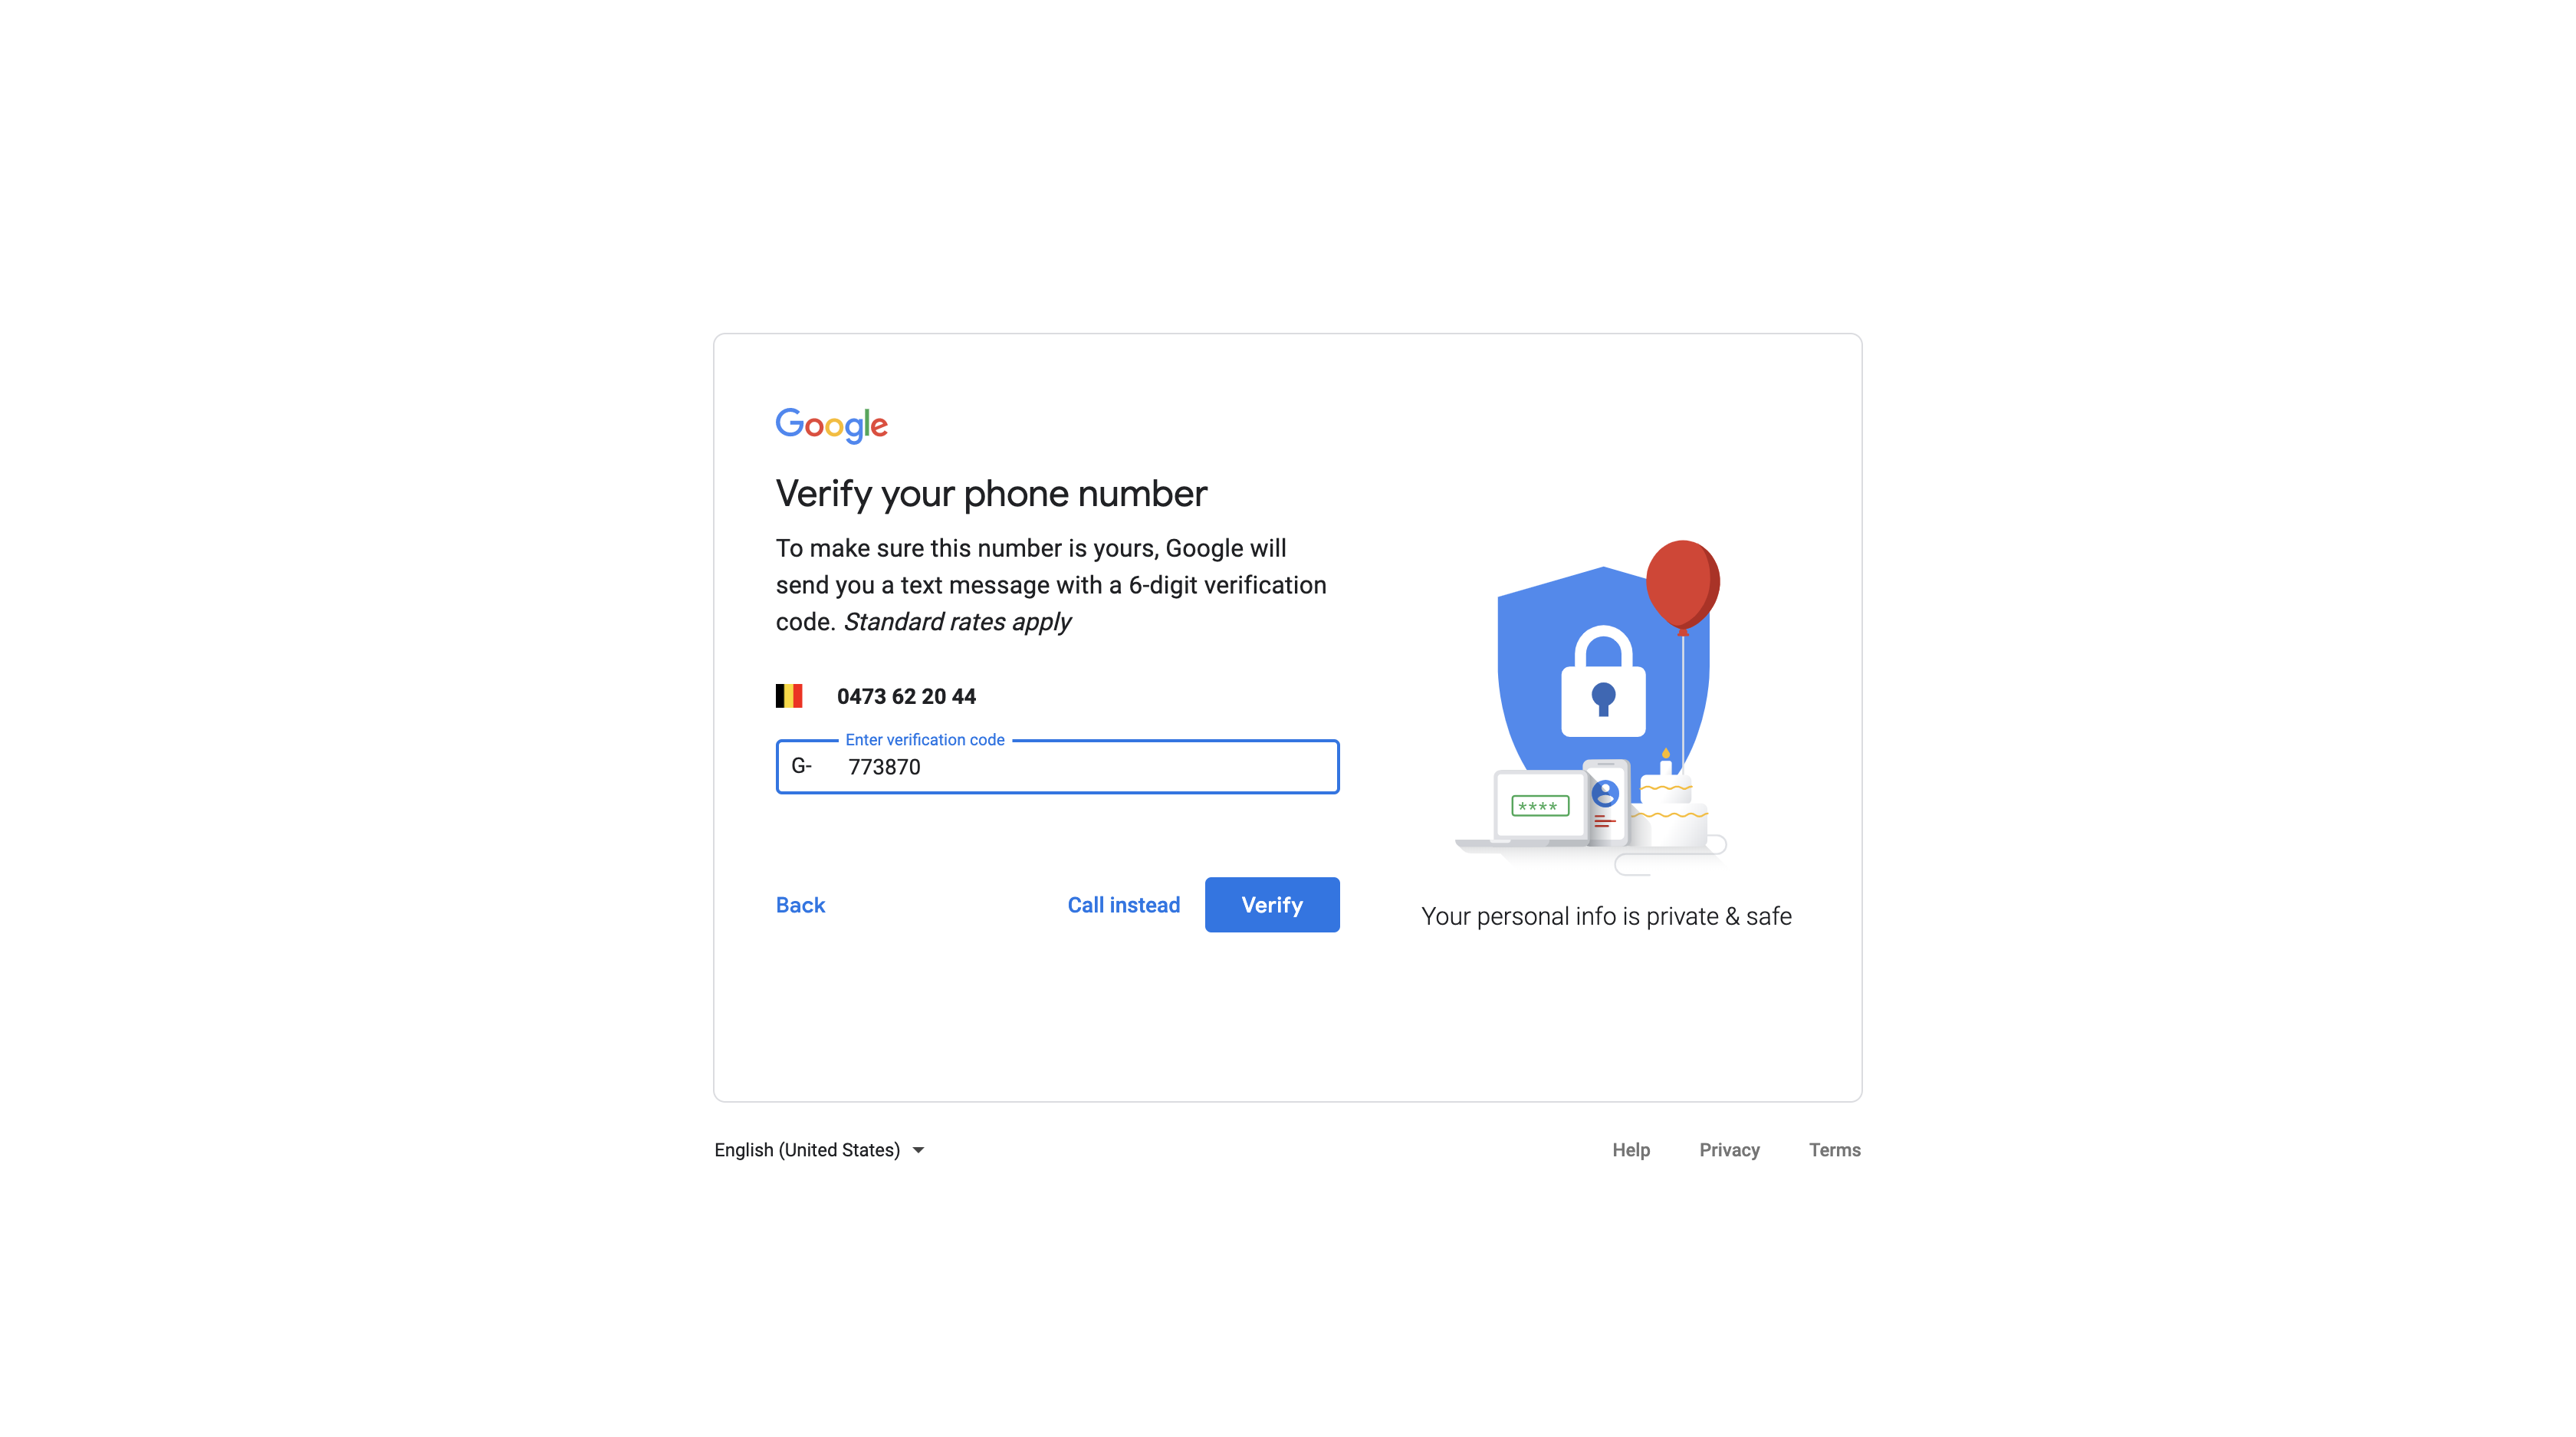 Google
Verify your phone number
To make sure this number is yours, Google will
send you a text message with a 6-digit verification
code. Standard rates apply
0473 62 20 44
Enter verification code
G- 773870
Back
Call instead
Verify
****
Your personal info is private & safe
English (United States)
Help
Privacy
Terms